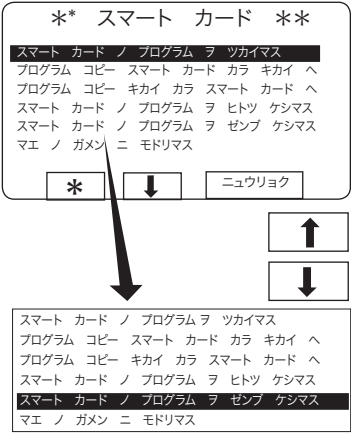 ** スマート カード **
スマート カード ノ プログラム ヲ ツカイマス
プログラム コピー スマート カード カラ キカイ ヘ
プログラム コピー キカイ カラ スマート カード ヘ
スマート カード ノ プログラム ヲ ヒトツ ケシマス
スマート カード ノ プログラム ヲ ゼンブ ケシマス
マエ ノ ガメン ニ モドリマス
* ⬇ ニュウリョク
⬆
⬇
スマート カード ノ プログラム ヲ ツカイマス
プログラム コピー スマート カード カラ キカイ ヘ
プログラム コピー キカイ カラ スマート カード ヘ
スマート カード ノ プログラム ヲ ヒトツ ケシマス
スマート カード ノ プログラム ヲ ゼンブ ケシマス
マエ ノ ガメン ニ モドリマス